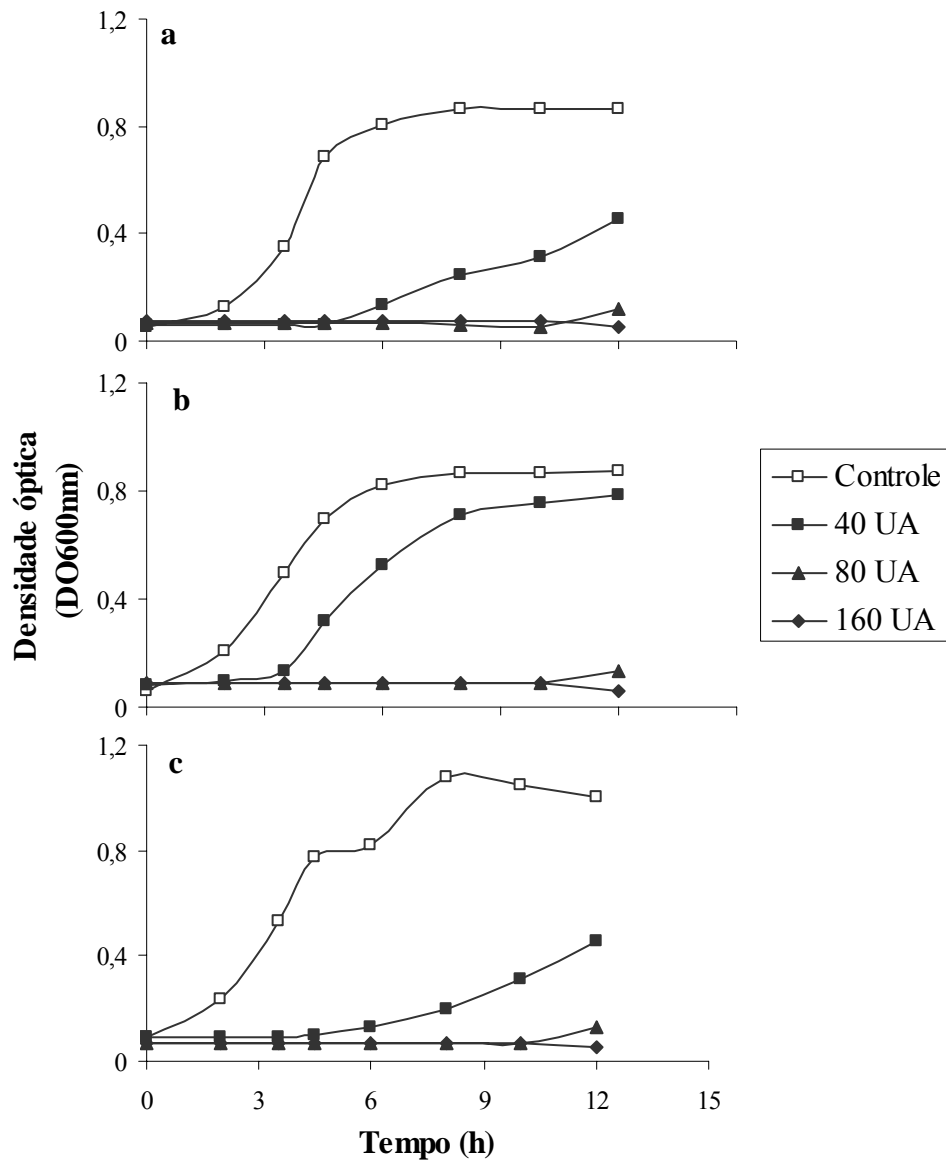 a
1,2
0,8
0,4
0
b
1,2
0,8
0,4
0
c
1,2
0,8
0,4
0
0 3 6 9 12 15
Tempo (h)
Densidade óptica
(DO600nm)
Controle
40 UA
80 UA
160 UA